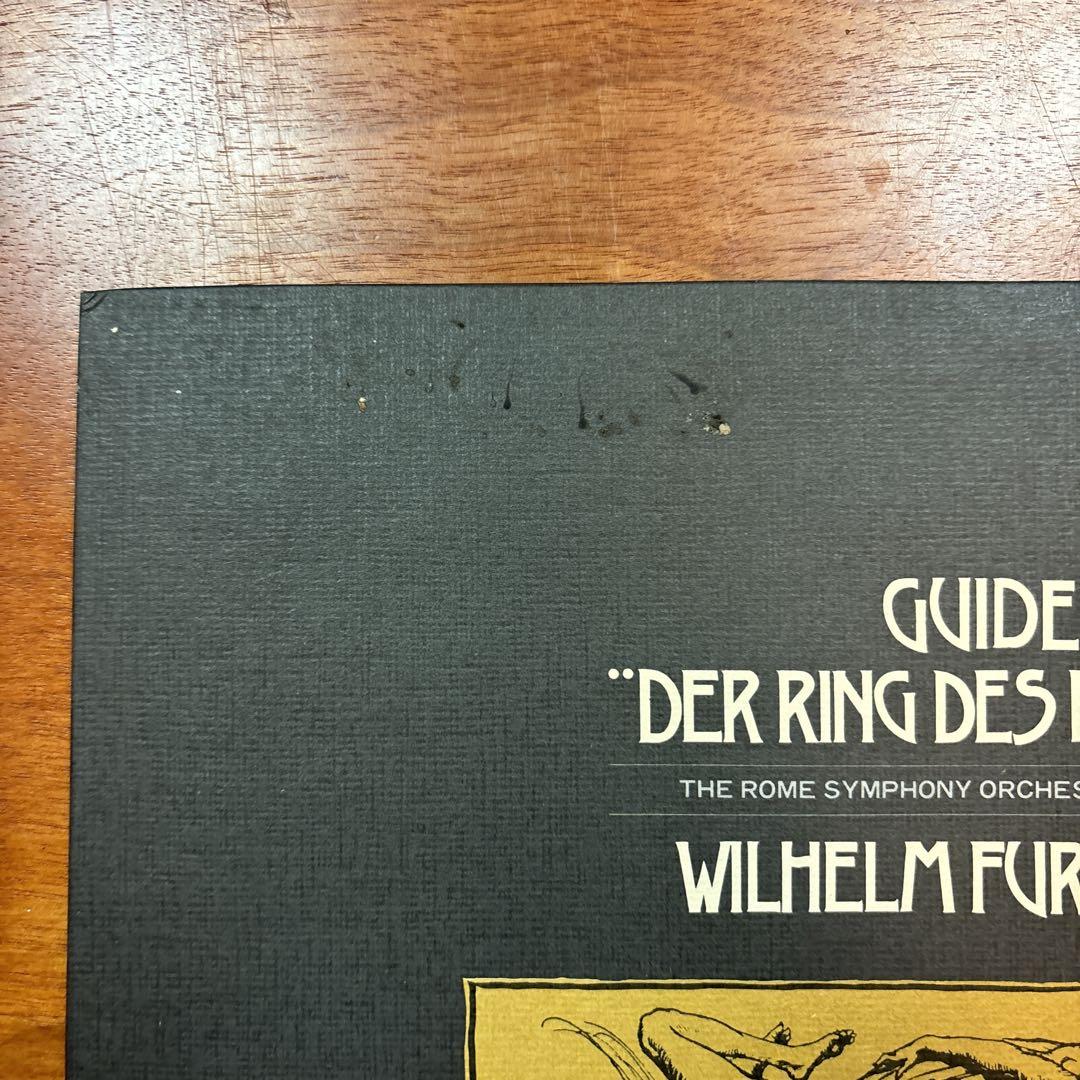 GUIDE
¨DER RING DES
THE ROME SYMPHONY ORCHES
WILHELM FUR